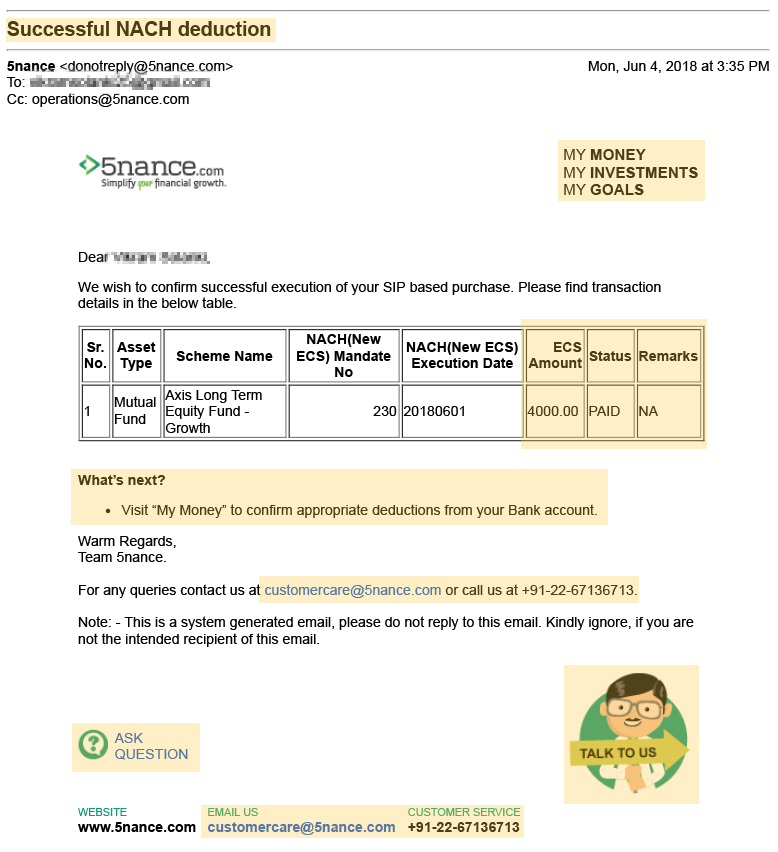 Successful NACH deduction
5nance <donotreply@5nance.com> Mon, Jun 4, 2018 at 3:35 PM
To:
Cc: operations@5nance.com
5nance.com
Simplify your financial growth.
MY MONEY
MY INVESTMENTS
MY GOALS
Dear
We wish to confirm successful execution of your SIP based purchase. Please find transaction
details in the below table.
Sr. No. Asset Type Scheme Name NACH(New ECS) Mandate No NACH(New ECS) Execution Date ECS Amount Status Remarks
1 Mutual Fund Axis Long Term Equity Fund - Growth 230 20180601 4000.00 PAID NA
What's next?
• Visit “My Money” to confirm appropriate deductions from your Bank account.
Warm Regards,
Team 5nance.
For any queries contact us at customercare@5nance.com or call us at +91-22-67136713.
Note: - This is a system generated email, please do not reply to this email. Kindly ignore, if you are
not the intended recipient of this email.
TALK TO US
ASK
QUESTION
WEBSITE EMAIL US CUSTOMER SERVICE
www.5nance.com customercare@5nance.com +91-22-67136713